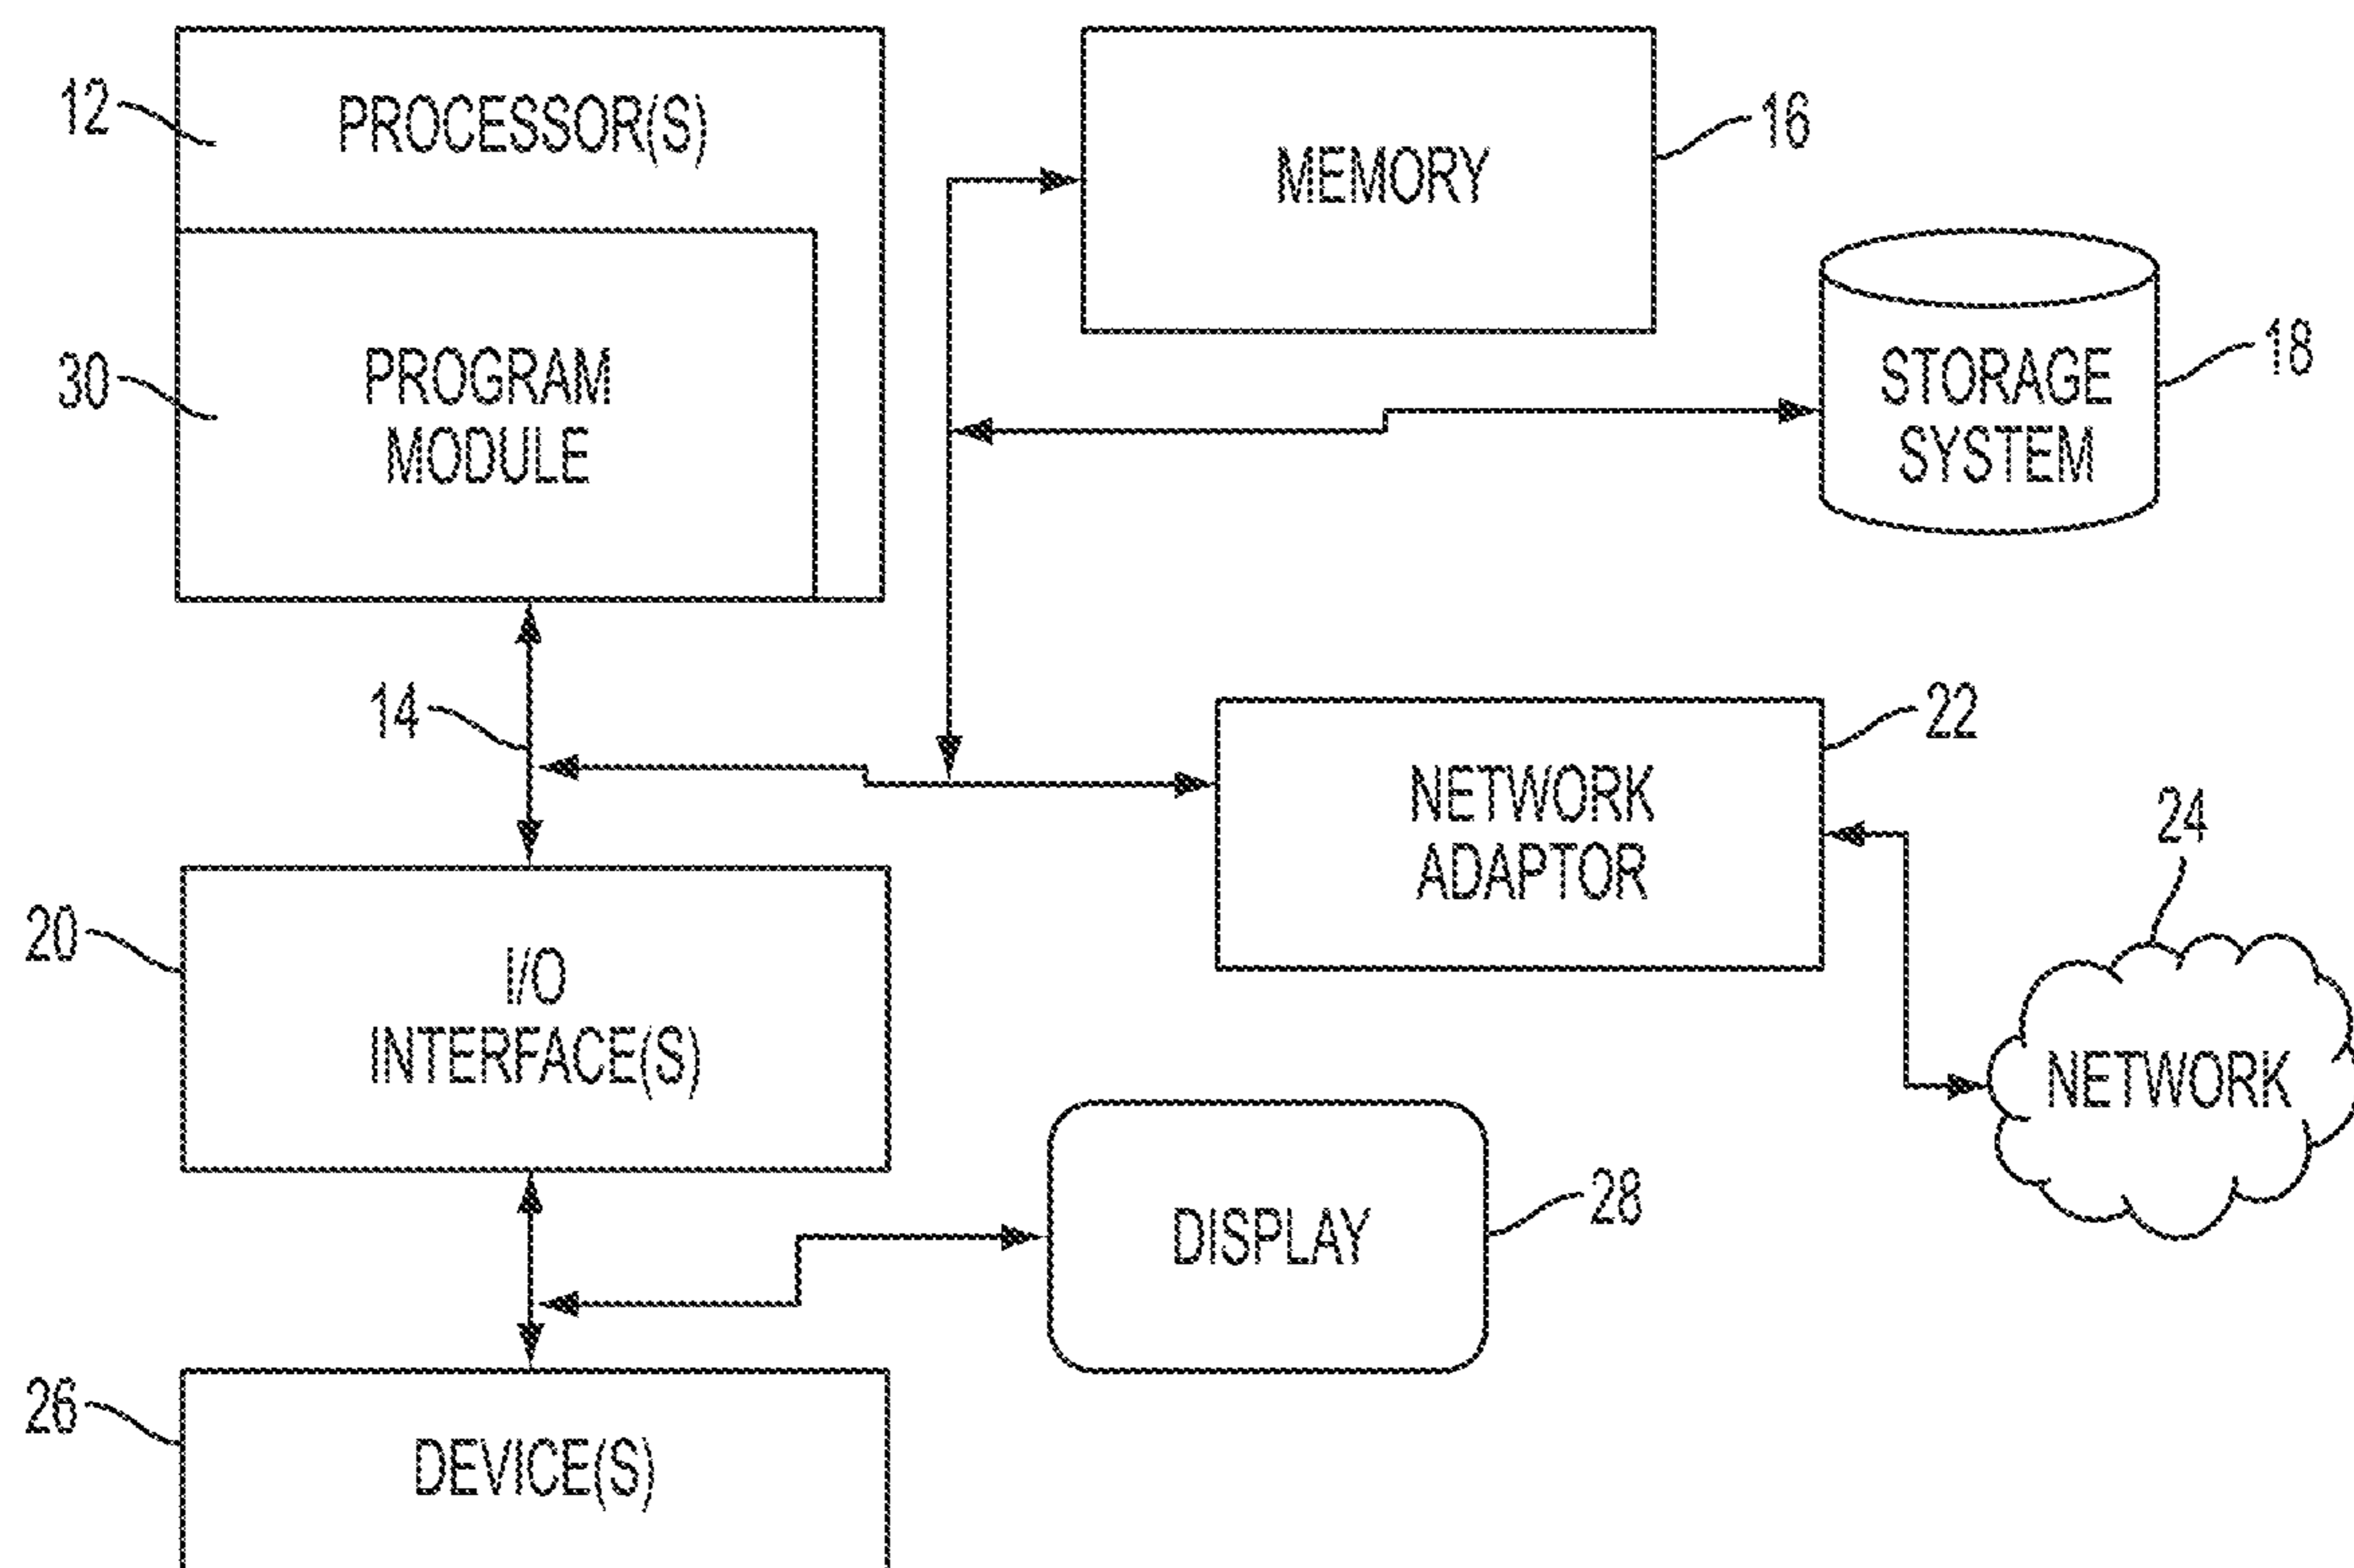 12
PROCESSOR(S)
MEMORY
16
30
PROGRAM
MODULE
STORAGE
SYSTEM
18
14
NETWORK
ADAPTOR
22
24
NETWORK
20
I/O
INTERFACE(S)
DISPLAY
28
26
DEVICE(S)